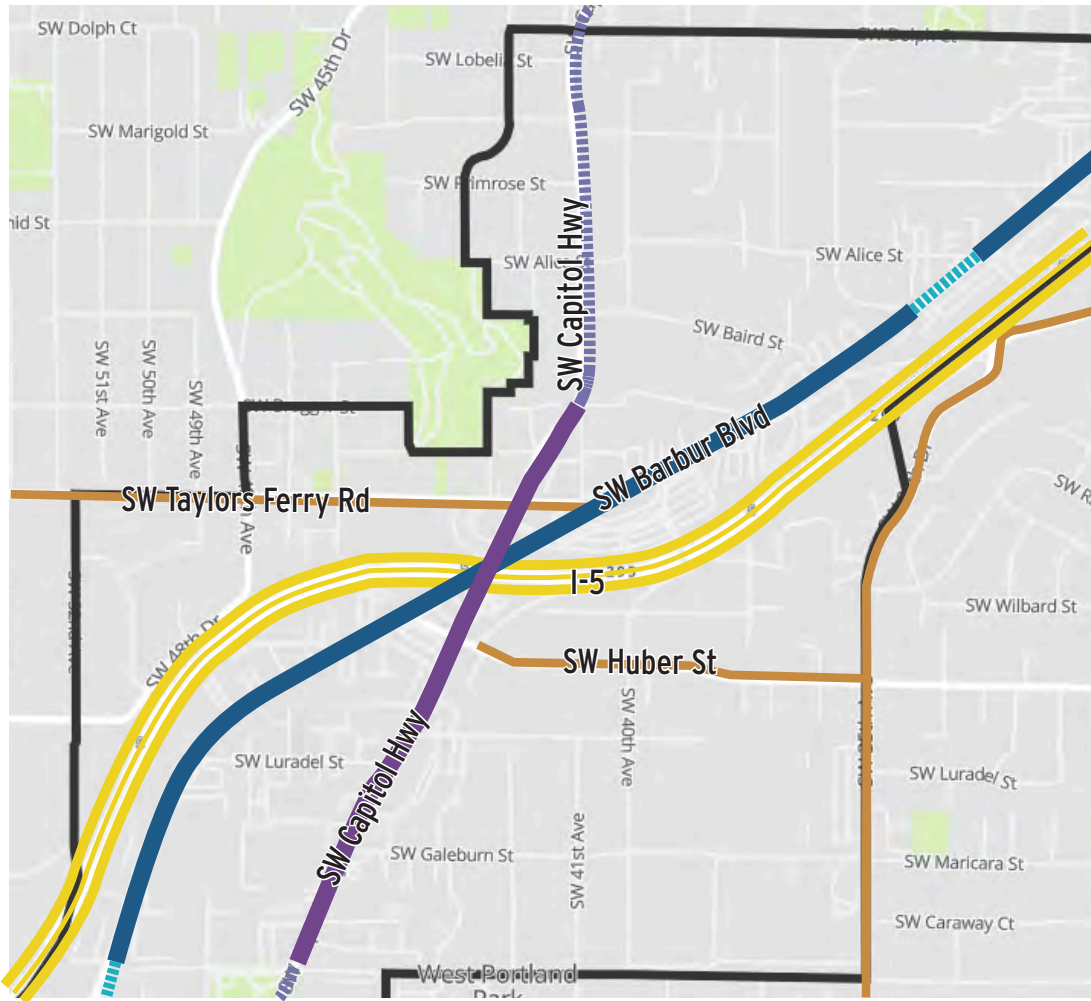 SW Dolph Ct
SW 45th Dr
SW Lobelia St
SW Dolph Ct
SW Marigold St
SW Primrose St
SW Capitol Hwy
SW Alice St
SW Baird St
SW 51st Ave
SW 50th Ave
SW 49th Ave
SW Barbur Blvd
SW Taylors Ferry Rd
I-5
SW 48th Dr
SW Wilbard St
SW Huber St
SW 40th Ave
SW Luradel St
SW Luradel St
SW Capitol Hwy
SW Galeburn St
SW 41st Ave
SW Maricara St
SW Caraway Ct
West Portland
Park